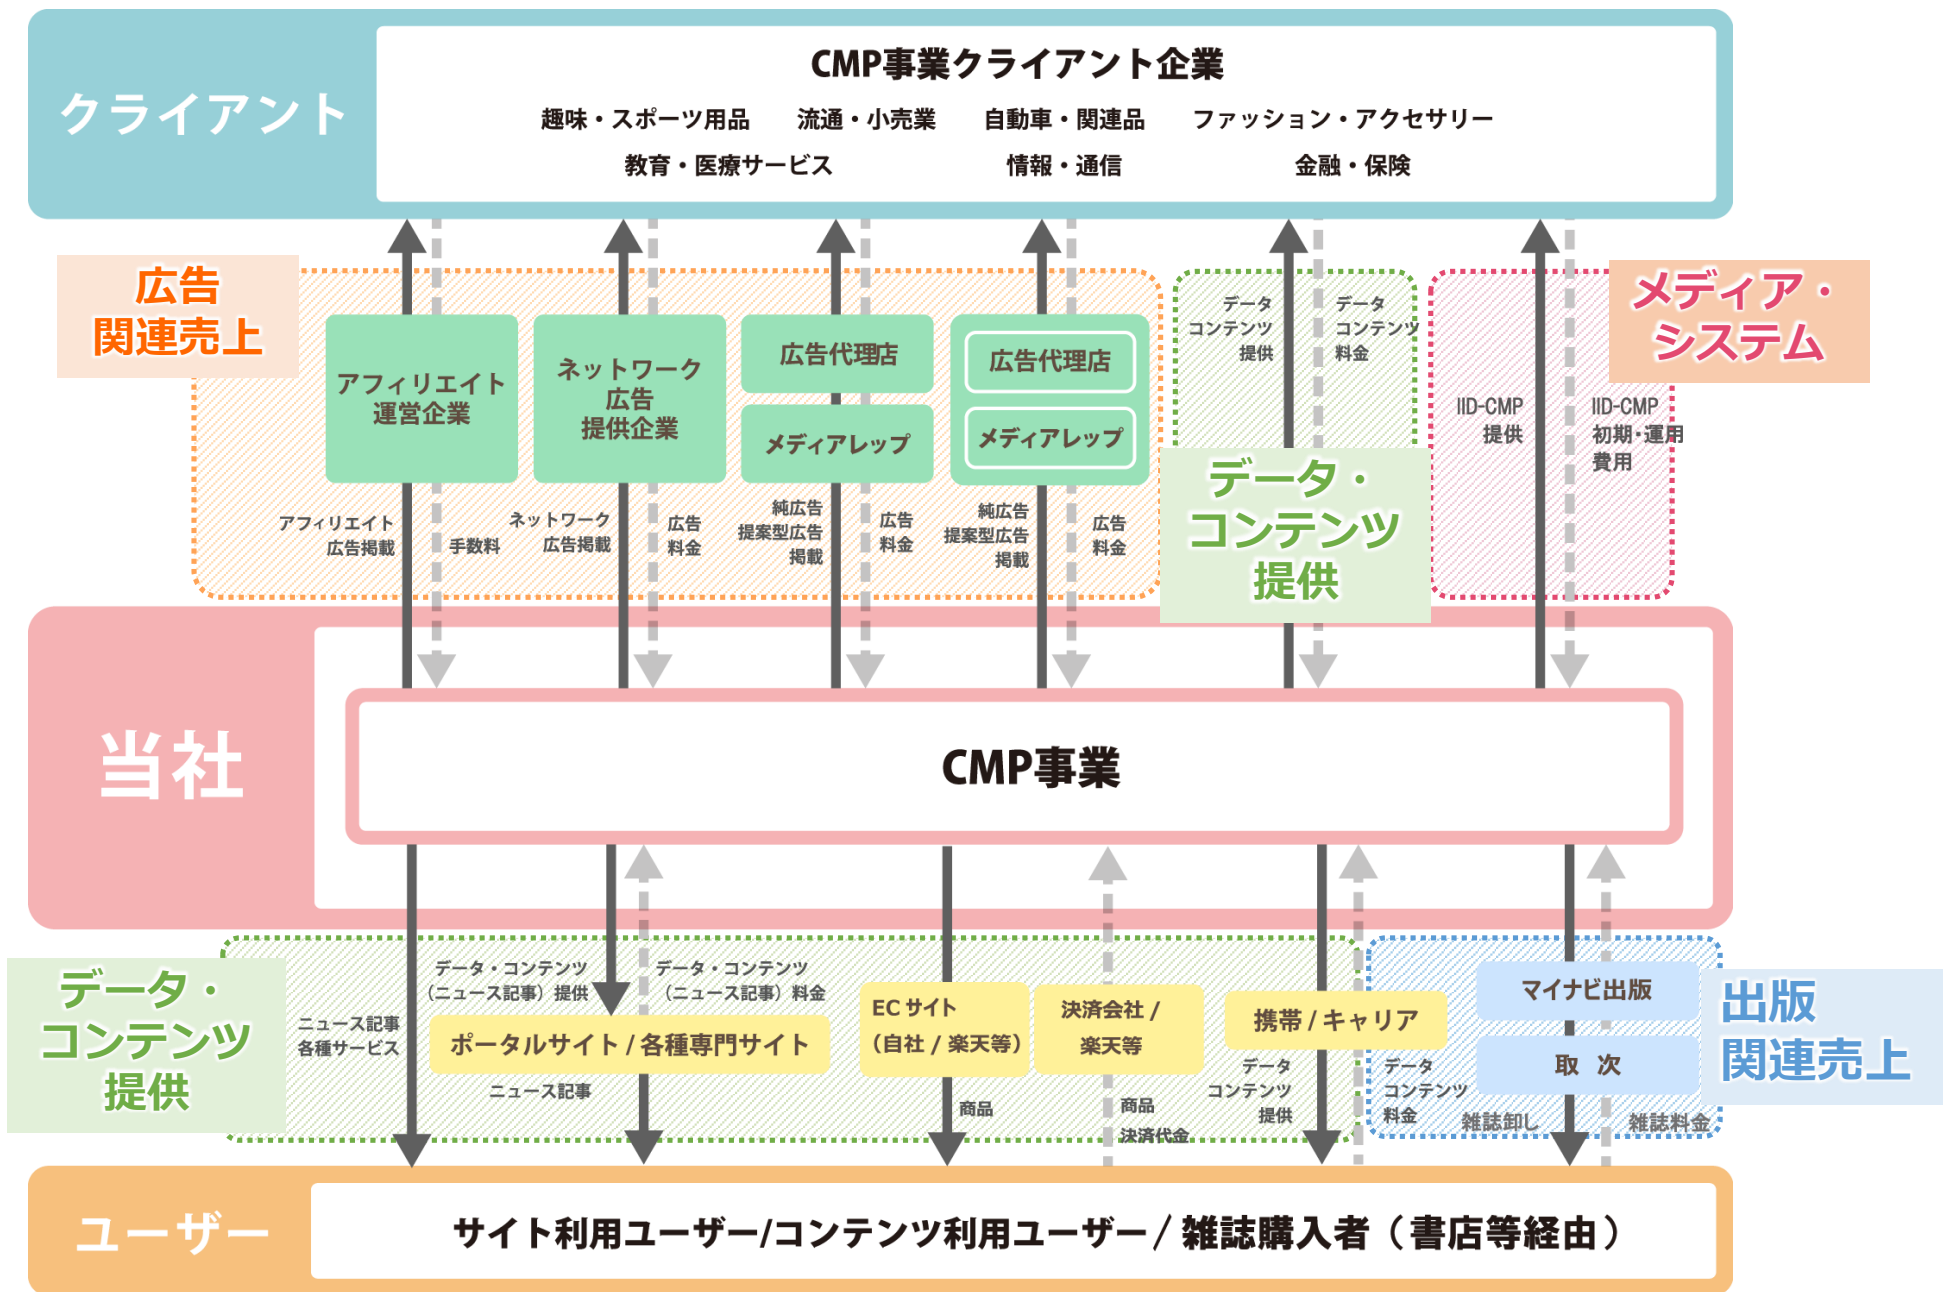 クライアント
CMP事業クライアント企業
趣味・スポーツ用品 流通・小売業 自動車・関連品 ファッション・アクセサリー
教育・医療サービス 情報・通信 金融・保険
広告
関連売上
アフィリエイト
運営企業
ネットワーク
広告
提供企業
広告代理店
メディアレップ
広告代理店
メディアレップ
アフィリエイト
広告掲載
手数料
ネットワーク
広告掲載
広告
料金
純広告
提案型広告
掲載
広告
料金
純広告
提案型広告
掲載
広告
料金
データ
コンテンツ
提供
データ
コンテンツ
料金
データ・
コンテンツ
提供
メディア・
システム
IID-CMP
提供
IID-CMP
初期・運用
費用
当社
CMP事業
データ・
コンテンツ
提供
ニュース記事
各種サービス
データ・コンテンツ
（ニュース記事）提供
データ・コンテンツ
（ニュース記事）料金
ポータルサイト / 各種専門サイト
ニュース記事
ECサイト
（自社 / 楽天等）
商品
決済会社 /
楽天等
商品
決済代金
携帯 / キャリア
データ
コンテンツ
提供
データ
コンテンツ
料金
マイナビ出版
取 次
雑誌卸し
雑誌料金
出版
関連売上
ユーザー
サイト利用ユーザー/コンテンツ利用ユーザー / 雑誌購入者（書店等経由）